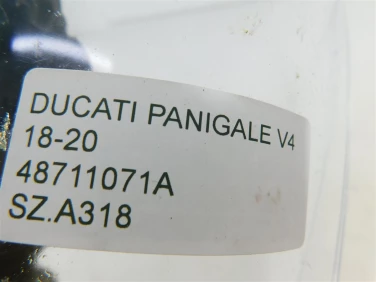 DUCATI PANIGALE V4
18-20
48711071A
SZ.A318